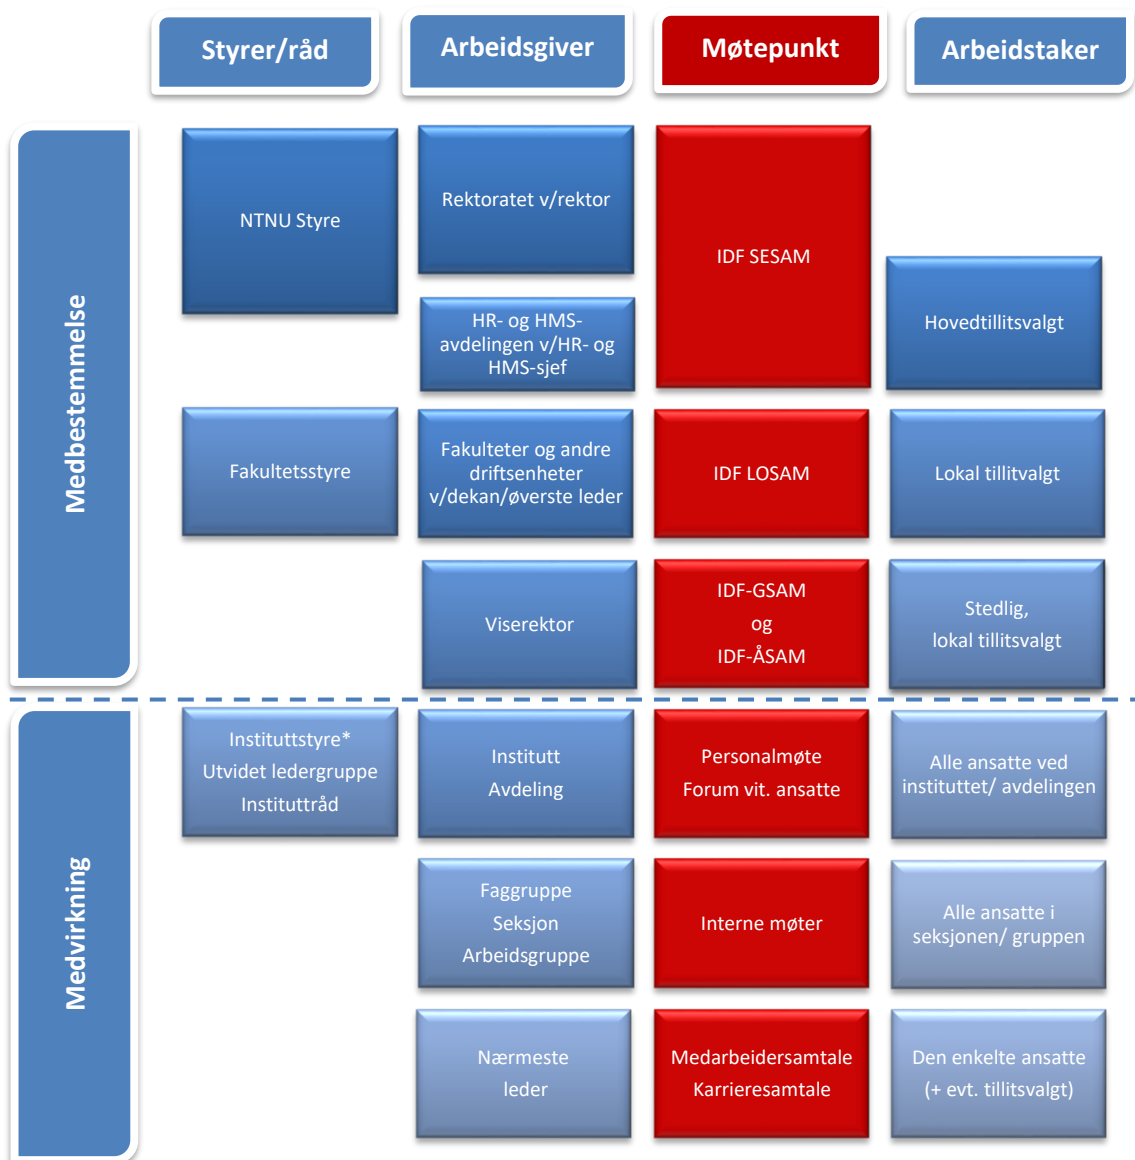 Styrer/råd
Arbeidsgiver
Møtepunkt
Arbeidstaker
Medbestemmelse
NTNU Styre
Rektoratet v/rektor
HR- og HMS-
avdelingen v/HR- og
HMS-sjef
IDF SESAM
Hovedtillitsvalgt
Fakultetsstyre
Fakulteter og andre
driftsenheter
v/dekan/øverste leder
IDF LOSAM
Lokal tillitvalgt
Viserektor
IDF-GSAM
og
IDF-ÅSAM
Stedlig,
lokal tillitsvalgt
Medvirkning
Instituttstyre*
Utvidet ledergruppe
Instituttråd
Institutt
Avdeling
Personalmøte
Forum vit. ansatte
Alle ansatte ved
instituttet/ avdelingen
Faggruppe
Seksjon
Arbeidsgruppe
Interne møter
Alle ansatte i
seksjonen/ gruppen
Nærmeste
leder
Medarbeidersamtale
Karrieresamtale
Den enkelte ansatte
(+ evt. tillitsvalgt)